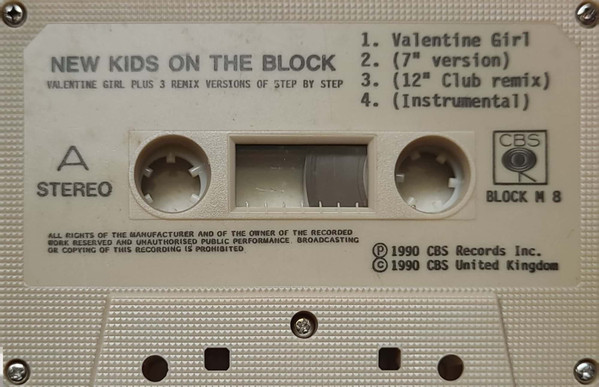 NEW KIDS ON THE BLOCK
VALENTINE GIRL PLUS 3 REMIX VERSIONS OF STEP BY STEP
1. Valentine Girl
2. (7" version)
3. (12" Club remix)
4. (Instrumental)
A
STEREO
CBS
BLOCK M 8
ALL RIGHTS OF THE MANUFACTURER AND OF THE OWNER OF THE RECORDED
WORK RESERVED AND UNAUTHORISED PUBLIC PERFORMANCE BROADCASTING
OR COPYING OF THIS RECORDING IS PROHIBITED
Ⓟ 1990 CBS Records Inc.
© 1990 CBS United Kingdom